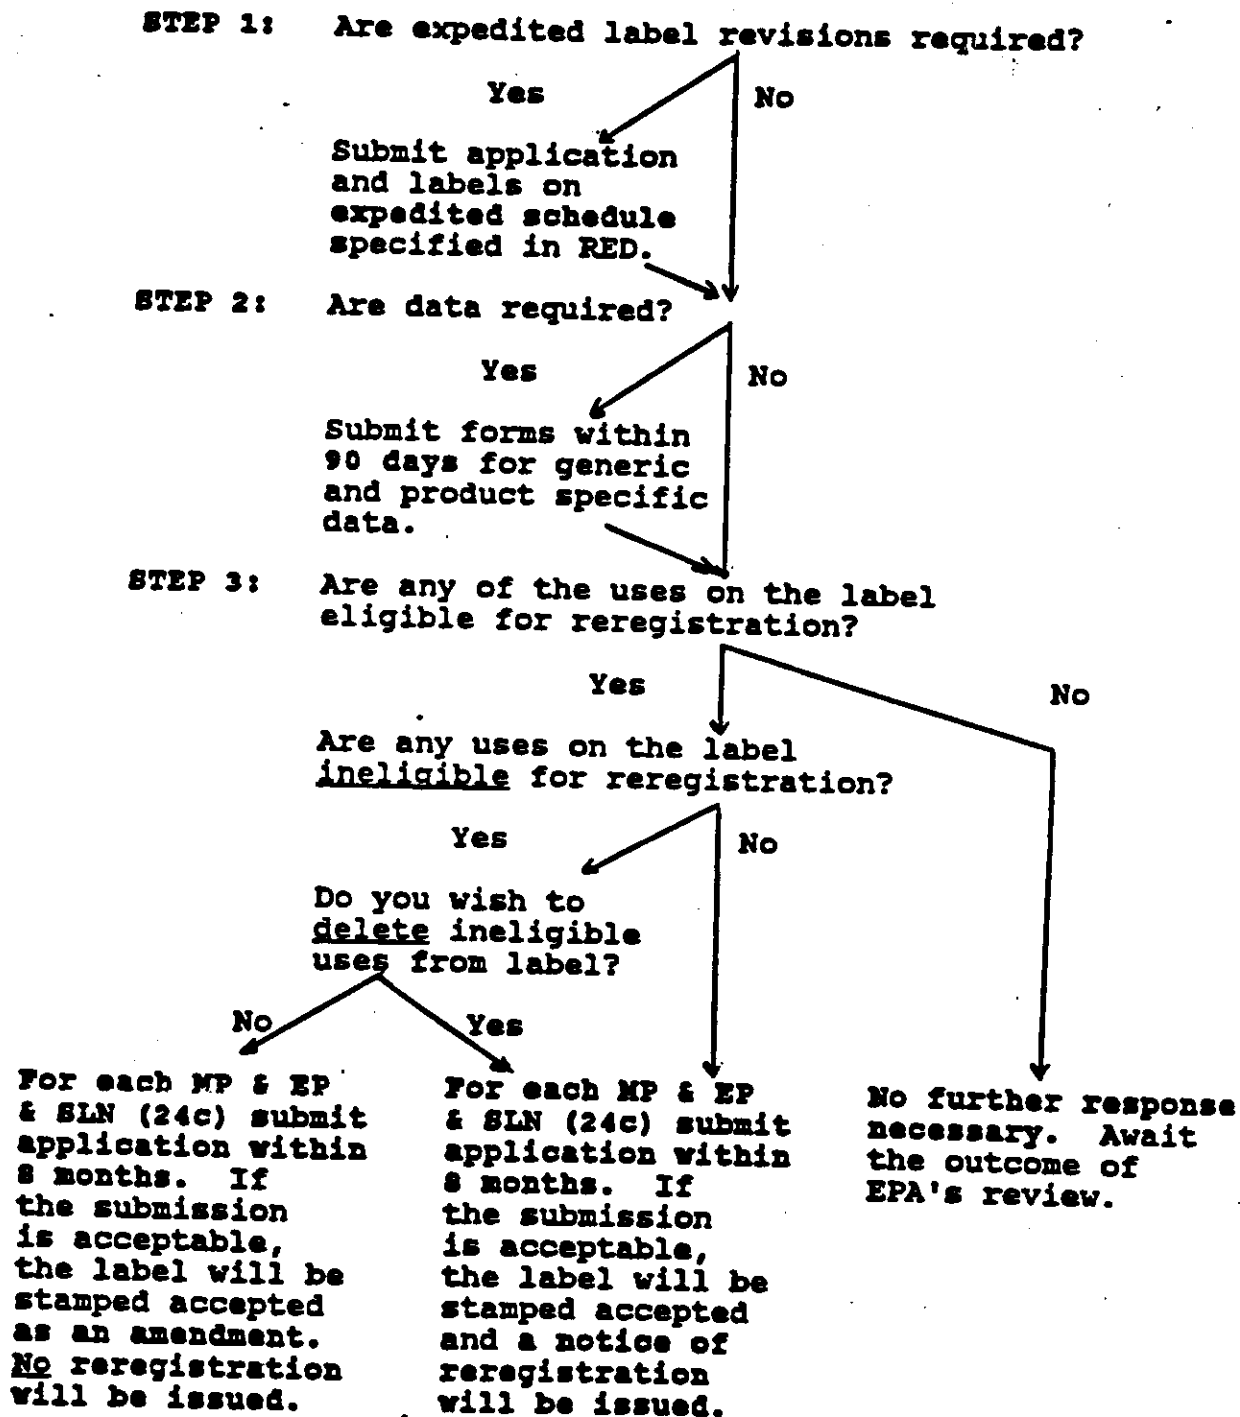 STEP 1: Are expedited label revisions required?
Yes No
Submit application
and labels on
expedited schedule
specified in RED.
STEP 2: Are data required?
Yes No
Submit forms within
90 days for generic
and product specific
data.
STEP 3: Are any of the uses on the label
eligible for reregistration?
Yes No
Are any uses on the label
ineligible for reregistration?
Yes No
Do you wish to
delete ineligible
uses from label?
No Yes
For each MP & EP
& SLN (24c) submit
application within
8 months. If
the submission
is acceptable,
the label will be
stamped accepted
as an amendment.
No reregistration
will be issued.
For each MP & EP
& SLN (24c) submit
application within
8 months. If
the submission
is acceptable,
the label will be
stamped accepted
and a notice of
reregistration
will be issued.
No further response
necessary. Await
the outcome of
EPA's review.